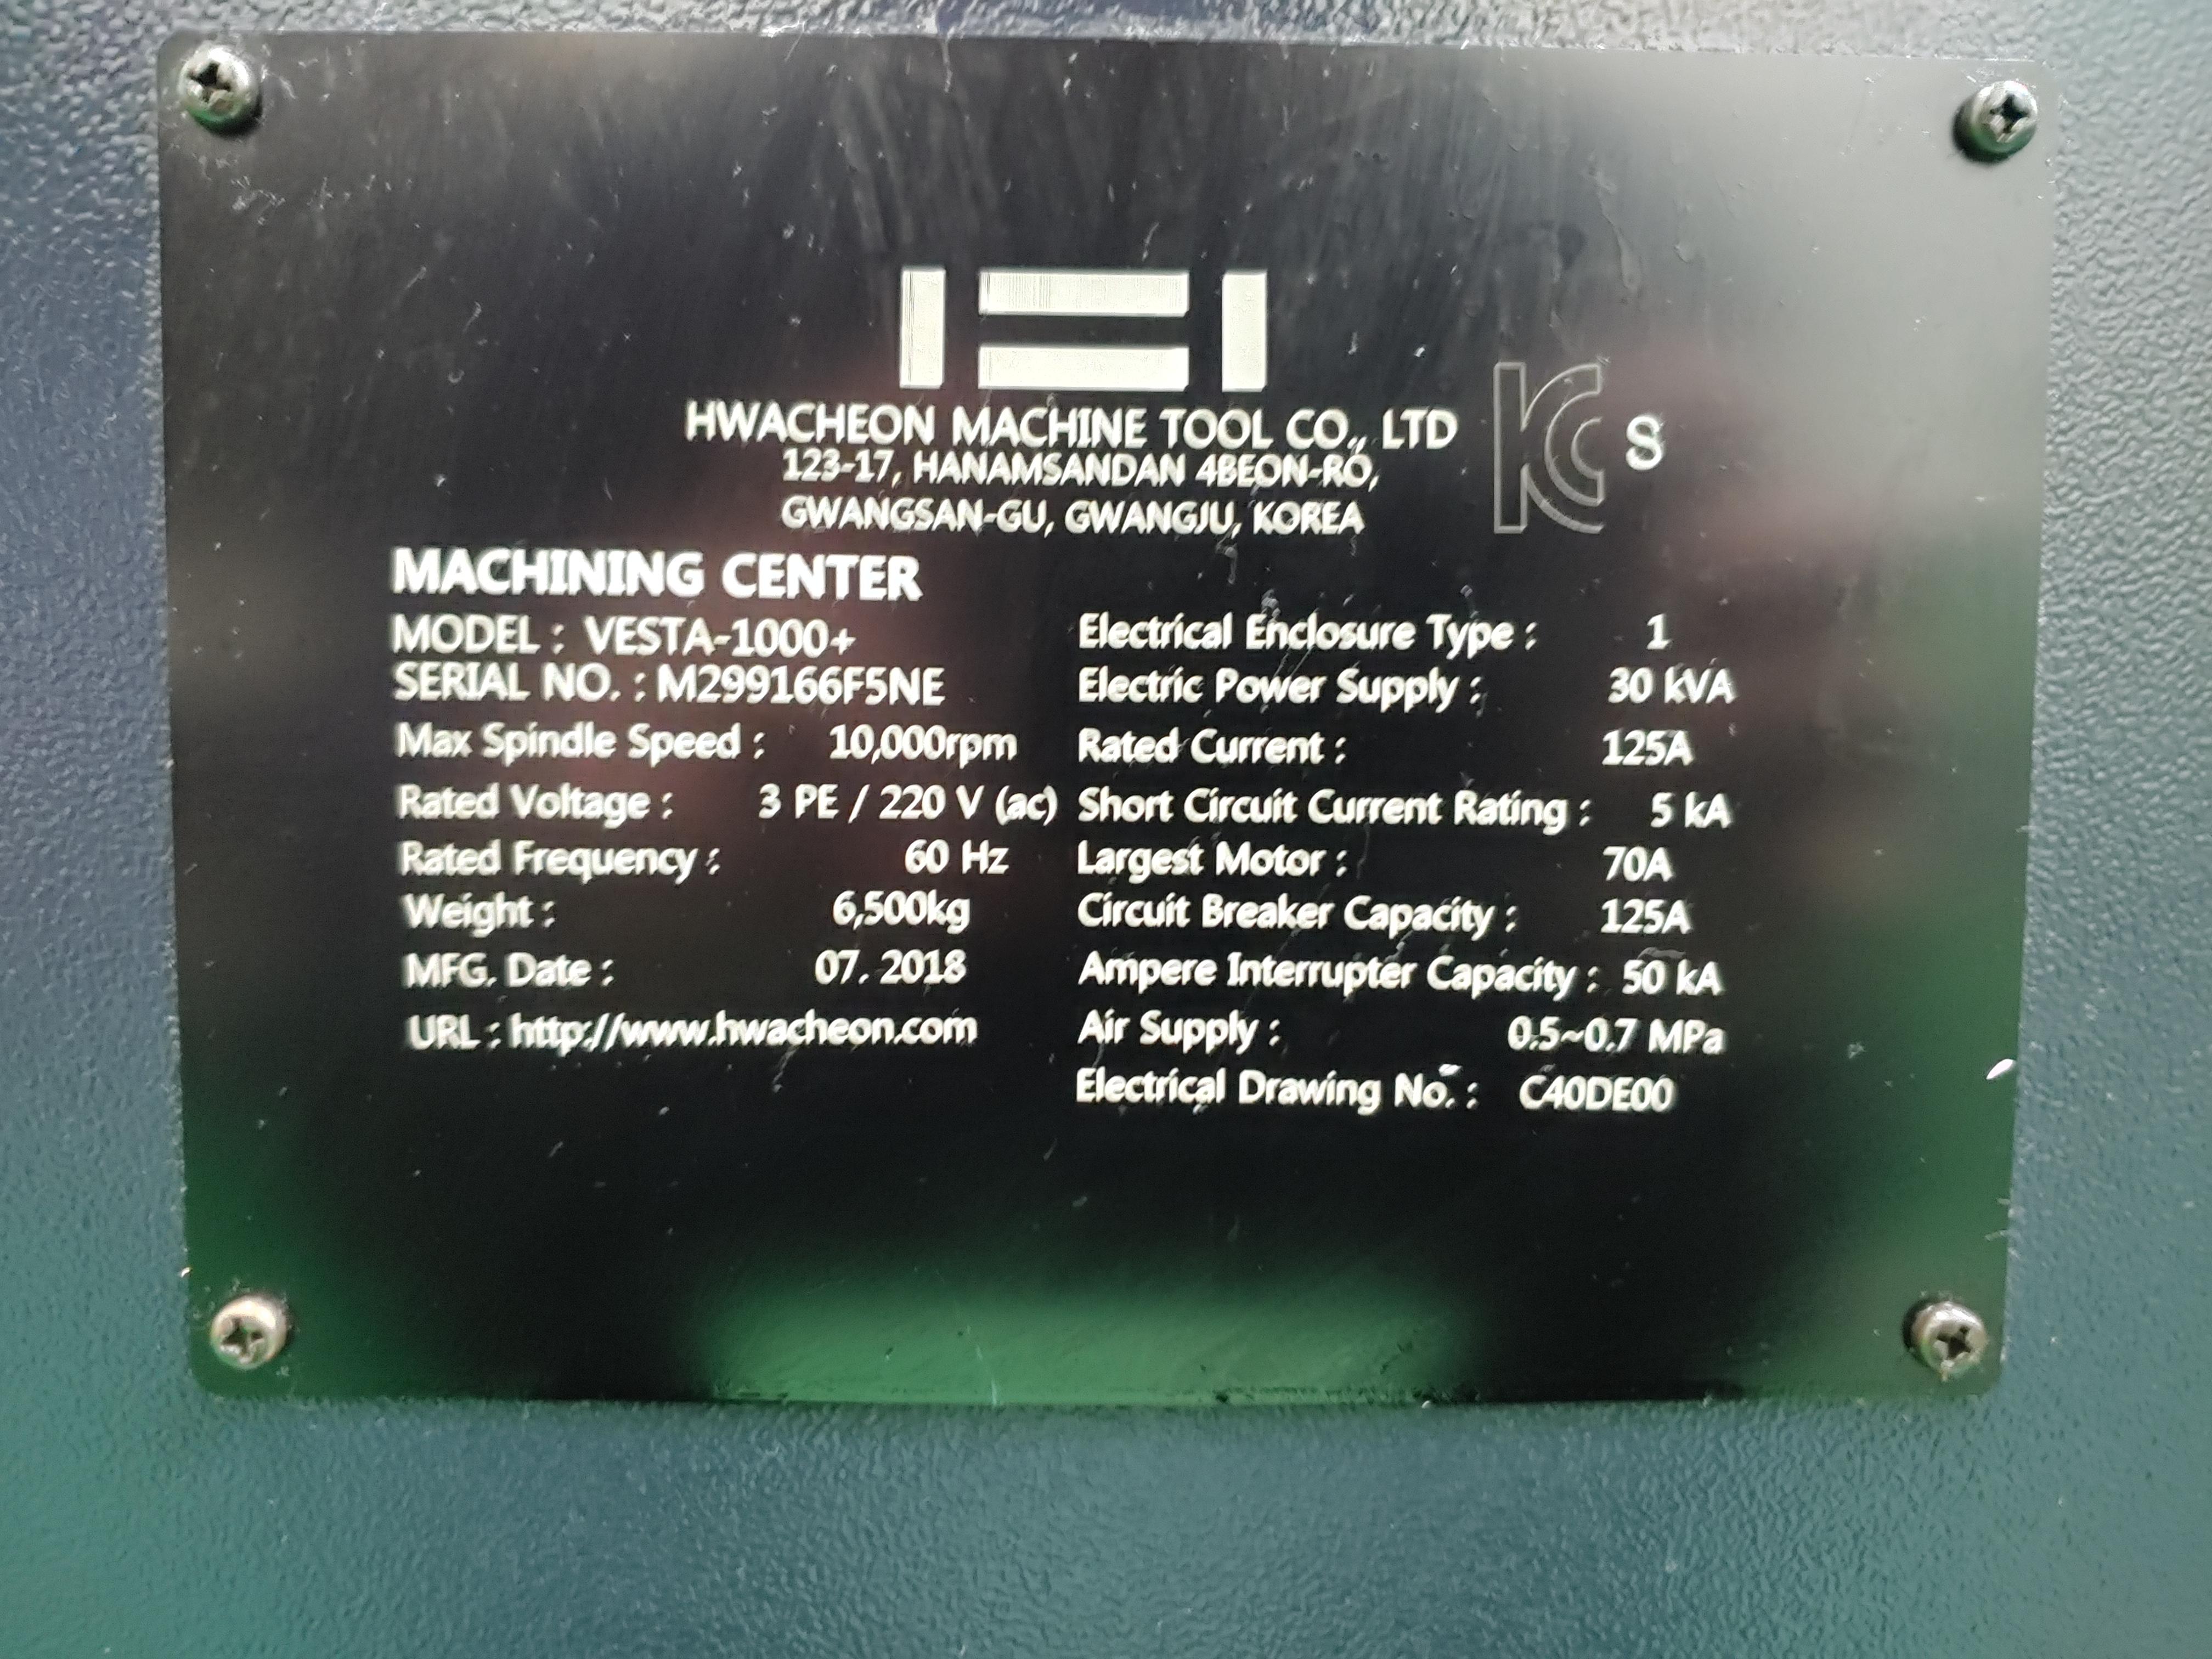 HWACHEON MACHINE TOOL CO., LTD
123-17, HANAMSANDAN 4BEON-RO,
GWANGSAN-GU, GWANGJU, KOREA
KC S
MACHINING CENTER
MODEL : VESTA-1000+
SERIAL NO. : M299166F5NE
Max Spindle Speed : 10,000rpm
Rated Voltage : 3 PE / 220 V (ac)
Rated Frequency : 60 Hz
Weight : 6,500kg
MFG. Date : 07. 2018
URL : http://www.hwacheon.com
Electrical Enclosure Type : 1
Electric Power Supply : 30 kVA
Rated Current : 125A
Short Circuit Current Rating : 5 kA
Largest Motor : 70A
Circuit Breaker Capacity : 125A
Ampere Interrupter Capacity : 50 kA
Air Supply : 0.5~0.7 MPa
Electrical Drawing No. : C40DE00